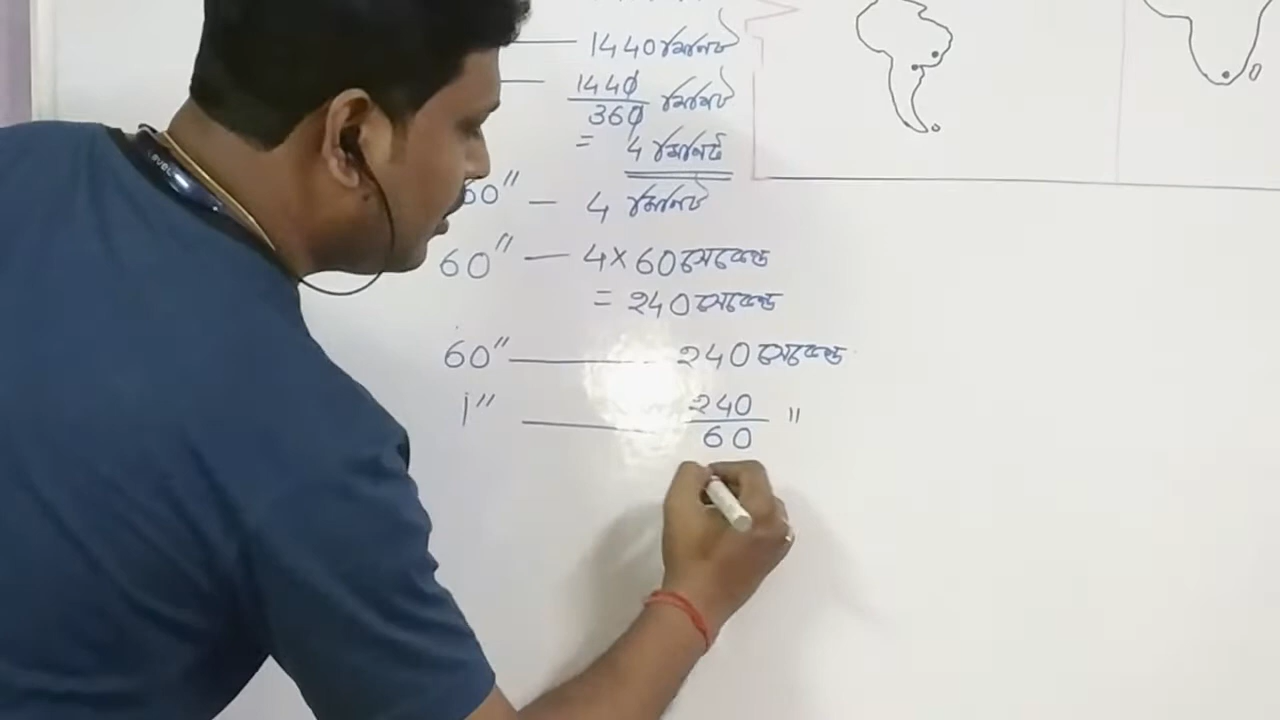 1440 মিনিট
1440
360 মিনিট
= 4 মিনিট
60" — 4 মিনিট
60" — 4×60 সেকেন্ড
= 240 সেকেন্ড
60" — 240 সেকেন্ড
1" — 240
60 "